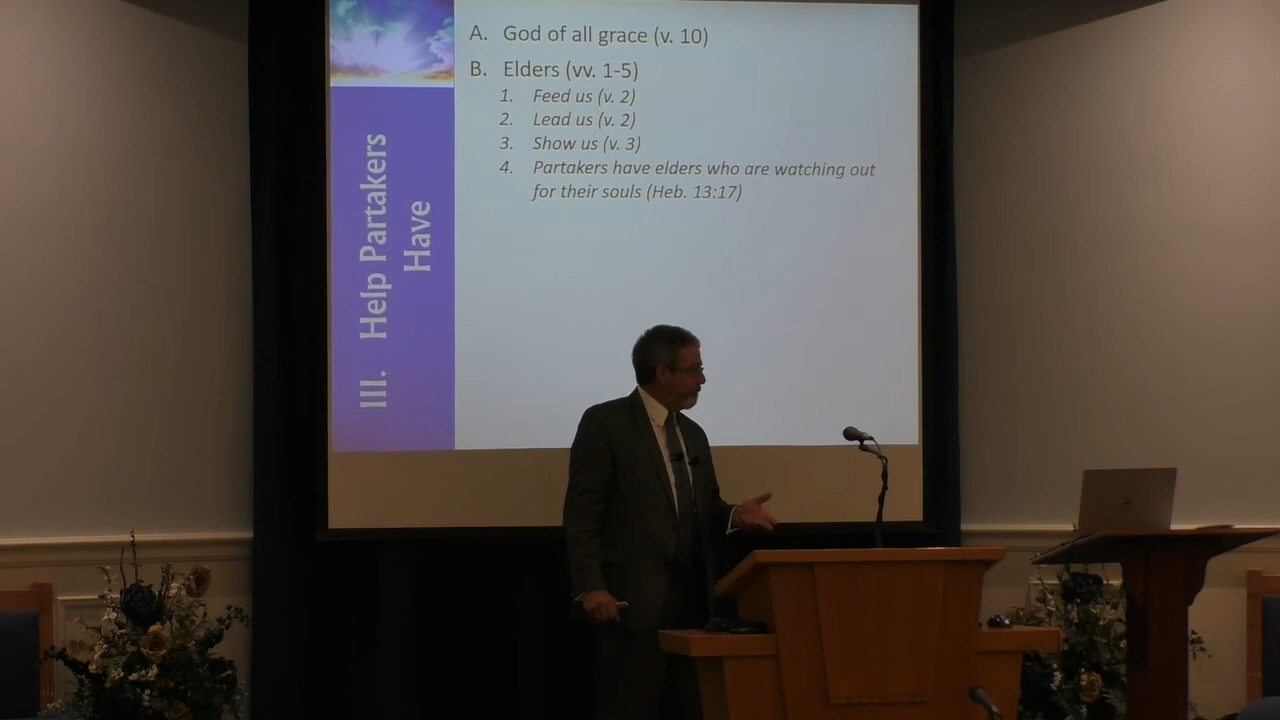 III. Help Partakers
Have
A. God of all grace (v. 10)
B. Elders (vv. 1-5)
1. Feed us (v. 2)
2. Lead us (v. 2)
3. Show us (v. 3)
4. Partakers have elders who are watching out
for their souls (Heb. 13:17)